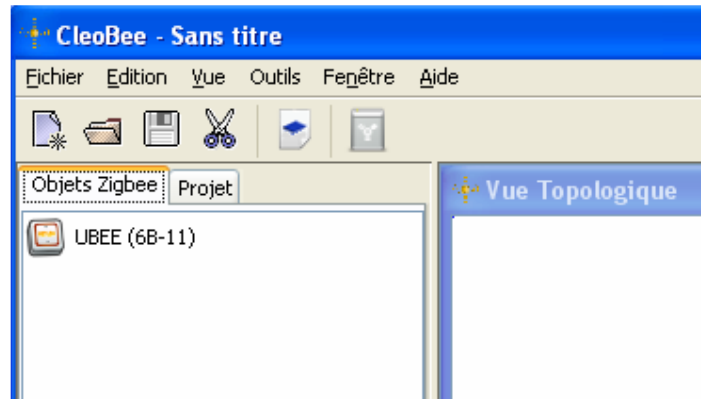 CleoBee - Sans titre
Fichier Edition Vue Outils Fenêtre Aide
Objets Zigbee Projet
Vue Topologique
UBEE (6B-11)